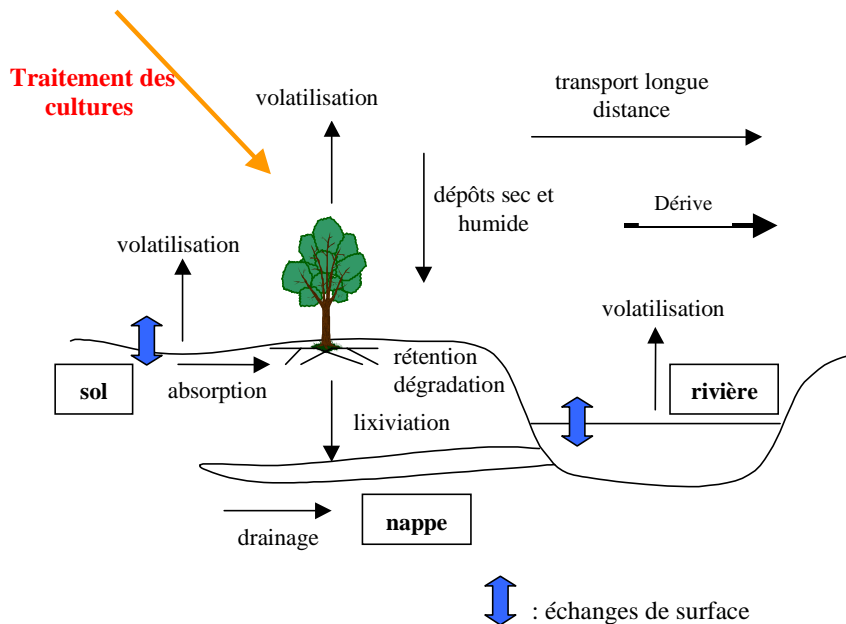 Traitement des
cultures
volatilisation
transport longue
distance
dépôts sec et
humide
Dérive
volatilisation
volatilisation
sol
absorption
rétention
dégradation
rivière
lixiviation
drainage
nappe
: échanges de surface